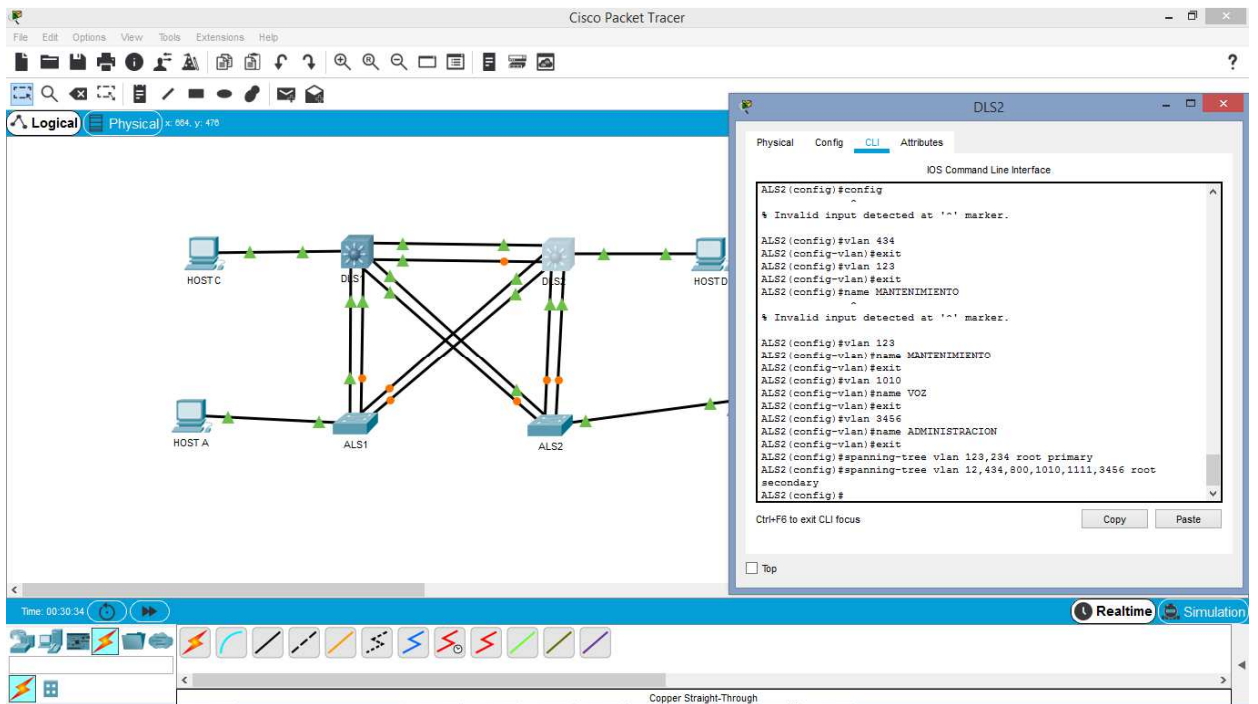 Cisco Packet Tracer
File Edit Options View Tools Extensions Help
?
Logical Physical x: 664, y: 476
HOST C
DLS1
DLS2
HOST D
HOST A
ALS1
ALS2
DLS2
Physical Config CLI Attributes
IOS Command Line Interface
ALS2(config)#config
^
% Invalid input detected at '^' marker.
ALS2(config)#vlan 434
ALS2(config-vlan)#exit
ALS2(config)#vlan 123
ALS2(config-vlan)#exit
ALS2(config)#name MANTENIMIENTO
^
% Invalid input detected at '^' marker.
ALS2(config)#vlan 123
ALS2(config-vlan)#name MANTENIMIENTO
ALS2(config-vlan)#exit
ALS2(config)#vlan 1010
ALS2(config-vlan)#name VOZ
ALS2(config-vlan)#exit
ALS2(config)#vlan 3456
ALS2(config-vlan)#name ADMINISTRACION
ALS2(config-vlan)#exit
ALS2(config)#spanning-tree vlan 123,234 root primary
ALS2(config)#spanning-tree vlan 12,434,800,1010,1111,3456 root
secondary
ALS2(config)#
Ctrl+F6 to exit CLI focus
Copy Paste
Top
Time: 00:30:34
Realtime Simulation
Copper Straight-Through